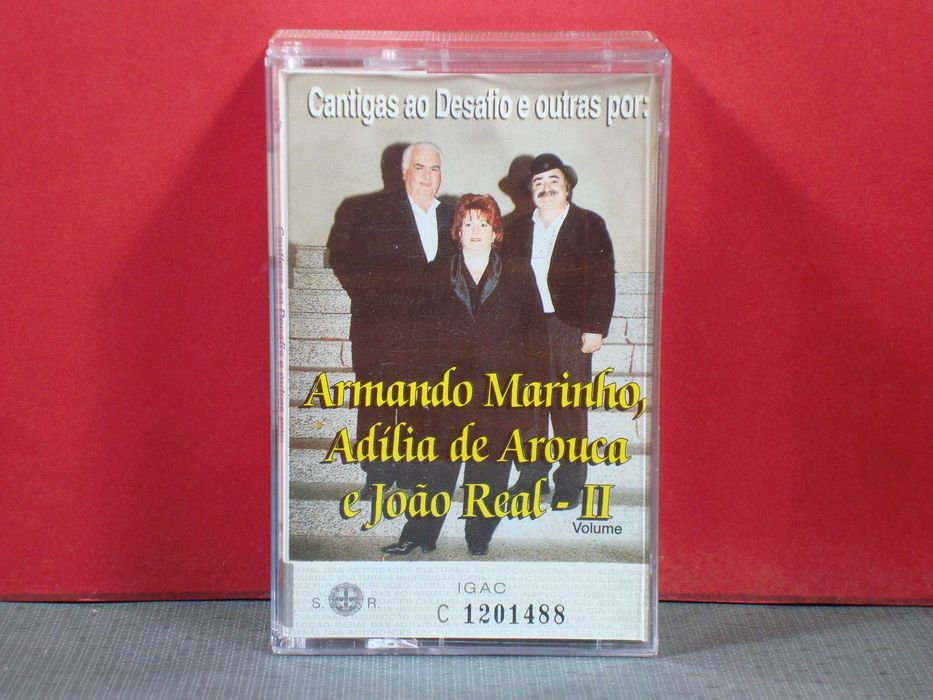 Cantigas ao Desafio e outras por:
Armando Marinho,
Adília de Arouca
e João Real - II
Volume
IGAC
S. R.
C 1201488